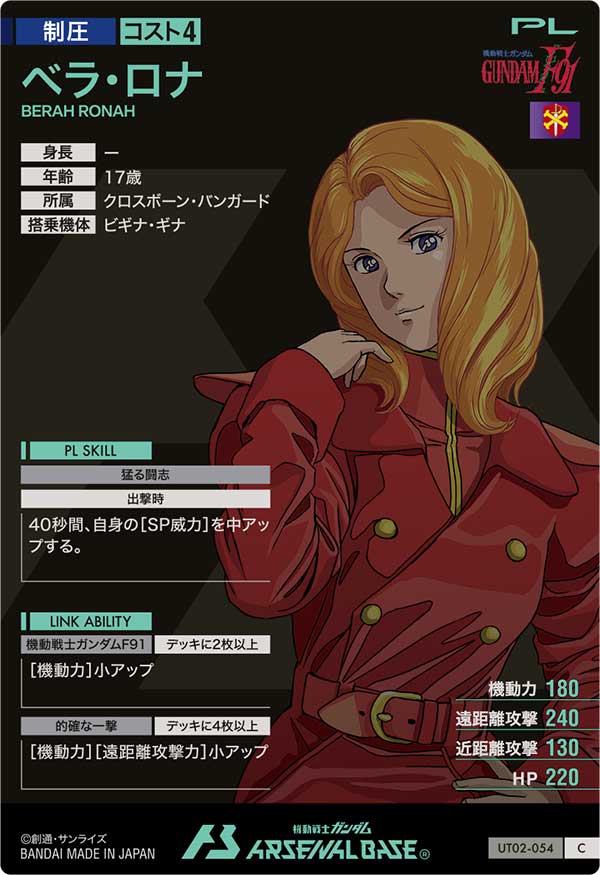 制圧 コスト4 PL
ベラ・ロナ
BERAH RONAH
機動戦士ガンダム
GUNDAM F91
身長 ー
年齢 17歳
所属 クロスボーン・バンガード
搭乗機体 ビギナ・ギナ
PL SKILL
猛る闘志
出撃時
40秒間、自身の[SP威力]を中アッ
プする。
LINK ABILITY
機動戦士ガンダムF91 デッキに2枚以上
[機動力]小アップ
的確な一撃 デッキに4枚以上
[機動力][遠距離攻撃力]小アップ
機動力 180
遠距離攻撃 240
近距離攻撃 130
HP 220
©創通・サンライズ
BANDAI MADE IN JAPAN
機動戦士ガンダム
AB ARSENAL BASE®
UT02-054 C